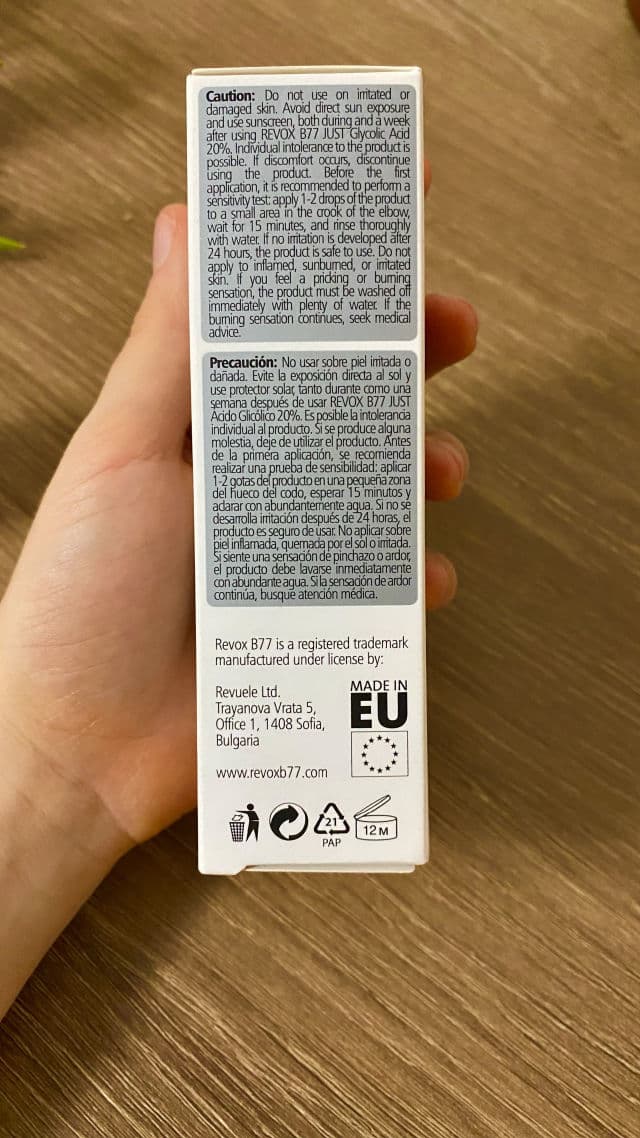 Caution: Do not use on irritated or
damaged skin. Avoid direct sun exposure
and use sunscreen, both during and a week
after using REVOX B77 JUST Glycolic Acid
20%. Individual intolerance to the product is
possible. If discomfort occurs, discontinue
using the product. Before the first
application, it is recommended to perform a
sensitivity test: apply 1-2 drops of the product
to a small area in the crook of the elbow,
wait for 15 minutes, and rinse thoroughly
with water. If no irritation is developed after
24 hours, the product is safe to use. Do not
apply to inflamed, sunburned, or irritated
skin. If you feel a pricking or burning
sensation, the product must be washed off
immediately with plenty of water. If the
burning sensation continues, seek medical
advice.
Precaución: No usar sobre piel irritada o
dañada. Evite la exposición directa al sol y
use protector solar, tanto durante como una
semana después de usar REVOX B77 JUST
Ácido Glicólico 20%. Es posible la intolerancia
individual al producto. Si se produce alguna
molestia, deje de utilizar el producto. Antes
de la primera aplicación, se recomienda
realizar una prueba de sensibilidad: aplicar
1-2 gotas del producto en una pequeña zona
del hueco del codo, esperar 15 minutos y
aclarar con abundantemente agua. Si no se
desarrolla irritación después de 24 horas, el
producto es seguro de usar. No aplicar sobre
piel inflamada, quemada por el sol o irritada.
Si siente una sensación de pinchazo o ardor,
el producto debe lavarse inmediatamente
con abundante agua. Si la sensación de ardor
continúa, busque atención médica.
Revox B77 is a registered trademark
manufactured under license by:
Revuele Ltd.
Trayanova Vrata 5,
Office 1, 1408 Sofia,
Bulgaria
www.revoxb77.com
MADE IN
EU
21
PAP
12 M